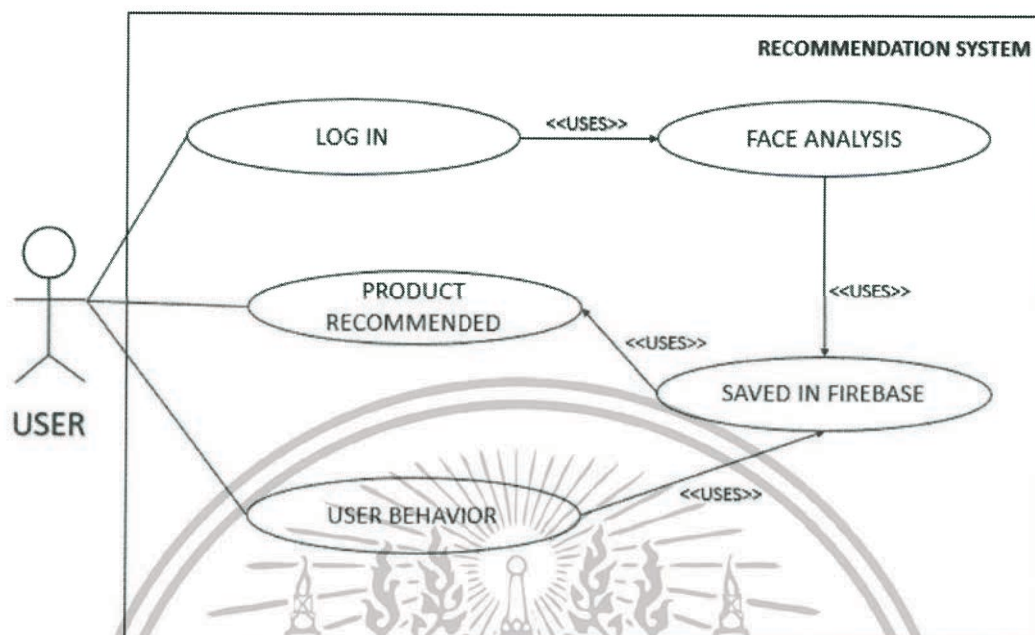 RECOMMENDATION SYSTEM
LOG IN
<<USES>>
FACE ANALYSIS
<<USES>>
PRODUCT
RECOMMENDED
<<USES>>
SAVED IN FIREBASE
USER
<<USES>>
USER BEHAVIOR